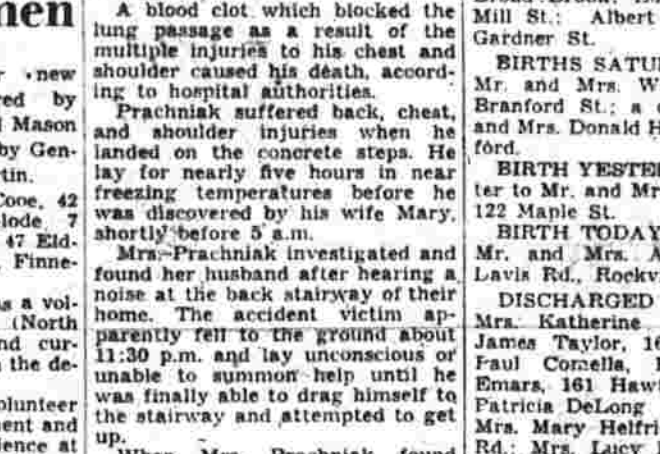 men
new
by
Mason
by Gen-
tin.
Cooe, 42
lode 7
47 Eld-
Finne-
as a vol-
(North
nd cur-
the de-
olunteer
ent and
ience at
A blood clot which blocked the
lung passage as a result of the
multiple injuries to his chest and
shoulder caused his death, accord-
ing to hospital authorities.
Prachniak suffered back, cheat,
and shoulder injuries when he
landed on the concrete steps. He
lay for nearly five hours in near
freezing temperatures before he
was discovered by his wife Mary,
shortly before 5 a.m.
Mrs. Prachniak investigated and
found her husband after hearing a
noise at the back stairway of their
home. The accident victim ap-
parently fell to the ground about
11:30 p.m. and lay unconscious or
unable to summon help until he
was finally able to drag himself to
the stairway and attempted to get
up.
When Mrs. Prachniak found
Mill St.; Albert
Gardner St.
BIRTHS SATU
Mr. and Mrs. W
Branford St.; a
and Mrs. Donald H
ford.
BIRTH YESTE
ter to Mr. and Mr
122 Maple St.
BIRTH TODAY
Mr. and Mrs. A
Lavis Rd., Rockv
DISCHARGED
Mrs. Katherine
James Taylor, 16
Paul Comella,
Emars, 161 Haw
Patricia DeLong
Mrs. Mary Helfri
Rd.; Mrs. Lucy